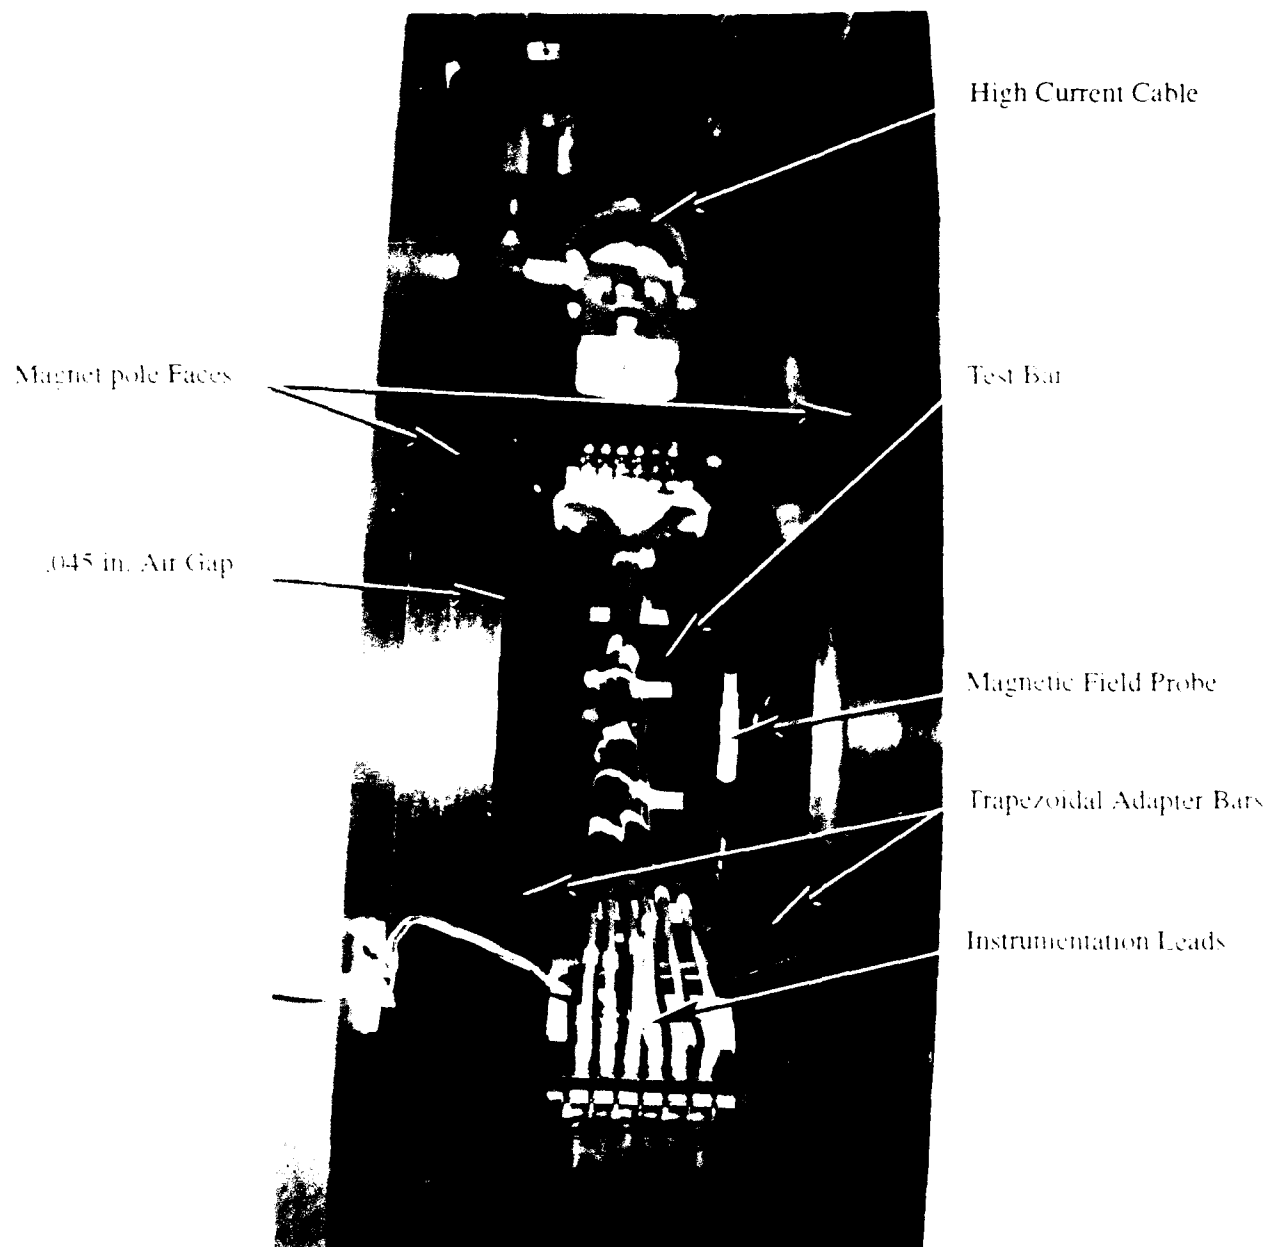 High Current Cable
Magnet pole Faces
Test Bar
.045 in. Air Gap
Magnetic Field Probe
Trapezoidal Adapter Bars
Instrumentation Leads